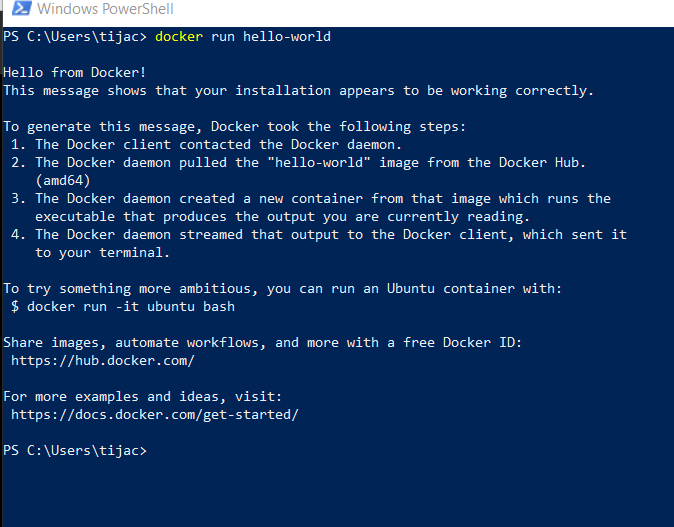 Windows PowerShell
PS C:\Users\tijac> docker run hello-world
Hello from Docker!
This message shows that your installation appears to be working correctly.
To generate this message, Docker took the following steps:
1. The Docker client contacted the Docker daemon.
2. The Docker daemon pulled the "hello-world" image from the Docker Hub.
(amd64)
3. The Docker daemon created a new container from that image which runs the
executable that produces the output you are currently reading.
4. The Docker daemon streamed that output to the Docker client, which sent it
to your terminal.
To try something more ambitious, you can run an Ubuntu container with:
$ docker run -it ubuntu bash
Share images, automate workflows, and more with a free Docker ID:
https://hub.docker.com/
For more examples and ideas, visit:
https://docs.docker.com/get-started/
PS C:\Users\tijac>